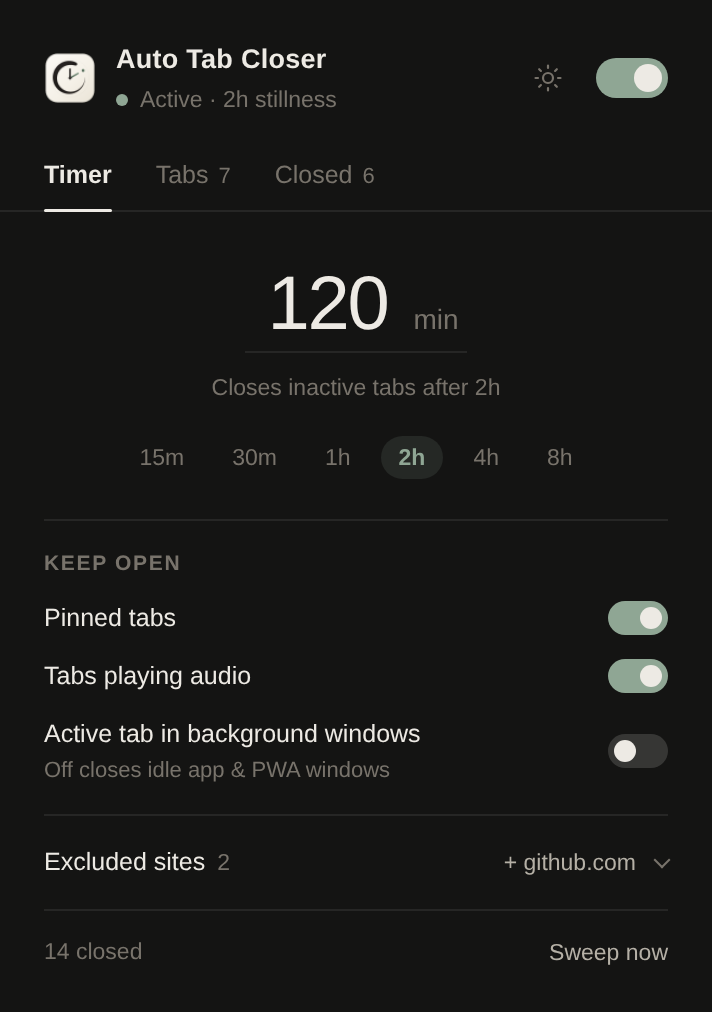 Auto Tab Closer
Active · 2h stillness
Timer Tabs 7 Closed 6
120 min
Closes inactive tabs after 2h
15m 30m 1h 2h 4h 8h
KEEP OPEN
Pinned tabs
Tabs playing audio
Active tab in background windows
Off closes idle app & PWA windows
Excluded sites 2 + github.com
14 closed Sweep now